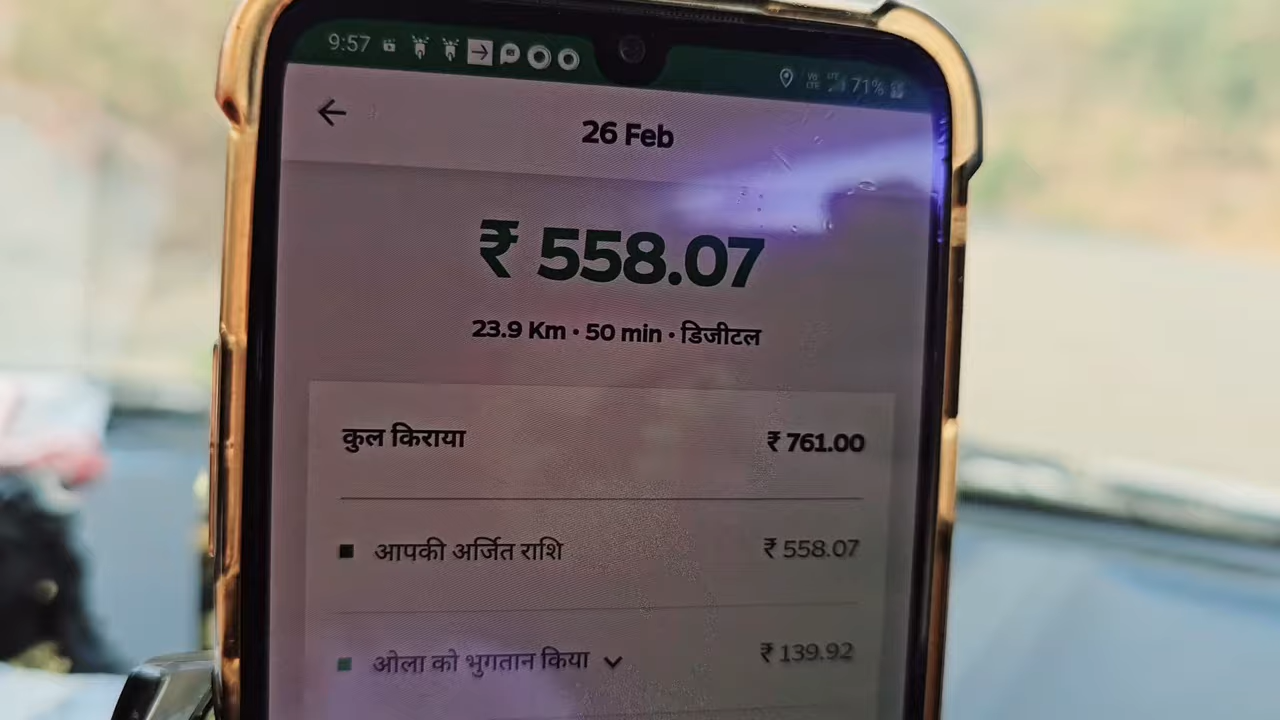 9:57
71%
26 Feb
₹ 558.07
23.9 Km · 50 min · डिजीटल
कुल किराया ₹ 761.00
आपकी अर्जित राशि ₹ 558.07
ओला को भुगतान किया ₹ 139.92